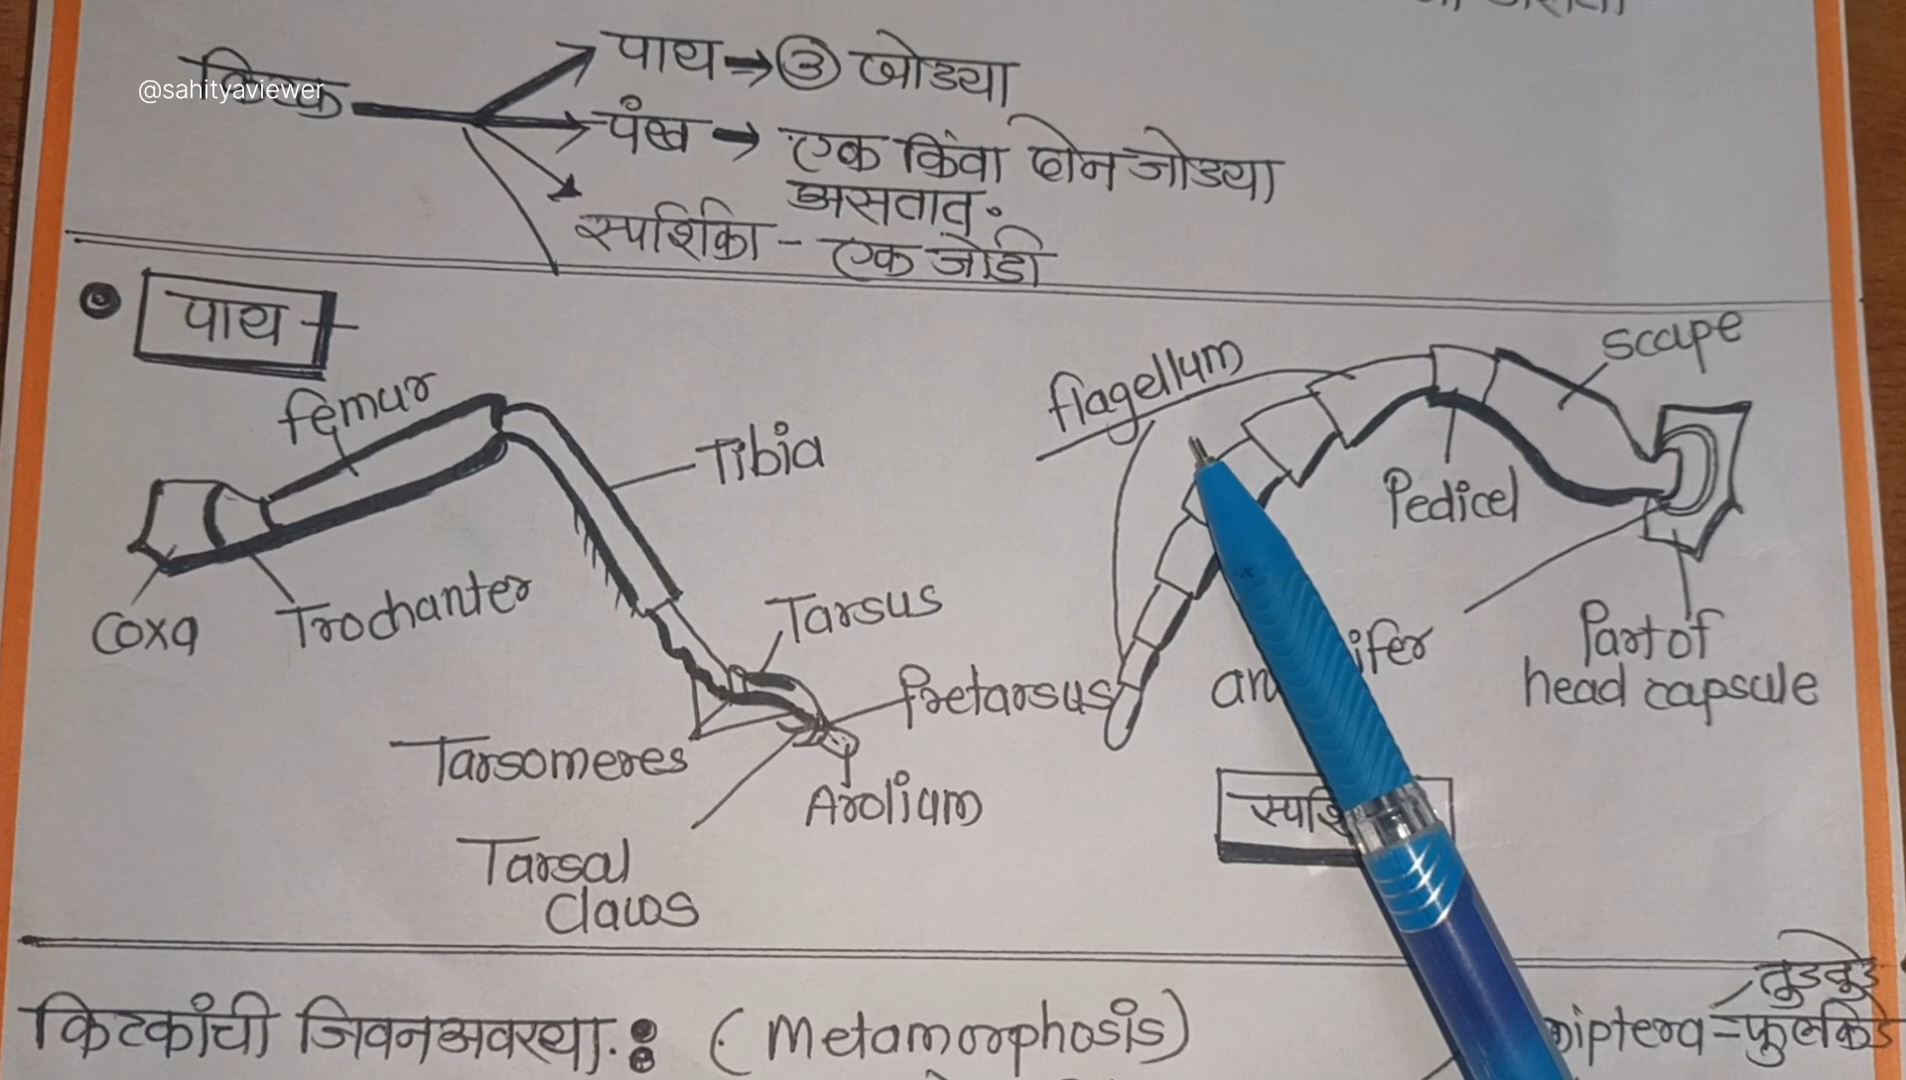 @sahityaviewer
किटक
पाय → ③ जोड्या
पंख → एक किंवा दोन जोड्या
असतात.
स्पर्शिका - एक जोडी
पाय
femur
Tibia
Coxa
Trochanter
Tarsus
Pretarsus
Tarsomeres
Arolium
Tarsal
Claws
flagellum
scape
Pedicel
Part of
head capsule
किटकांची जिवनअवस्था. : (Metamorphosis)
तुडतुडे
फुलकिडे